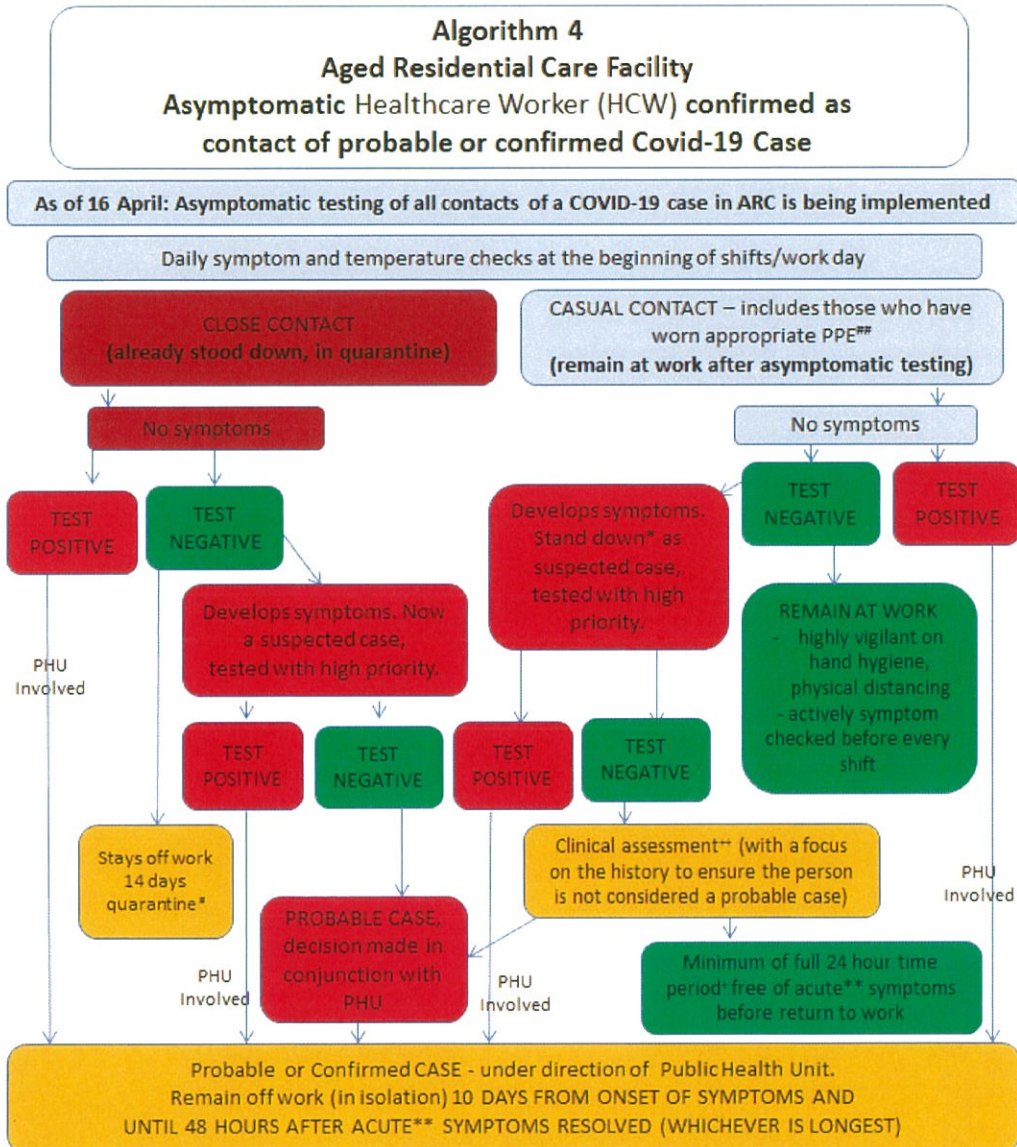 Algorithm 4
Aged Residential Care Facility
Asymptomatic Healthcare Worker (HCW) confirmed as
contact of probable or confirmed Covid-19 Case
As of 16 April: Asymptomatic testing of all contacts of a COVID-19 case in ARC is being implemented
Daily symptom and temperature checks at the beginning of shifts/work day
CLOSE CONTACT
(already stood down, in quarantine)
CASUAL CONTACT – includes those who have
worn appropriate PPE##
(remain at work after asymptomatic testing)
No symptoms
No symptoms
TEST
POSITIVE
TEST
NEGATIVE
Develops symptoms.
Stand down* as
suspected case,
tested with high
priority.
TEST
NEGATIVE
TEST
POSITIVE
Develops symptoms. Now
a suspected case,
tested with high priority.
REMAIN AT WORK
- highly vigilant on
hand hygiene,
physical distancing
- actively symptom
checked before every
shift
PHU
Involved
TEST
POSITIVE
TEST
NEGATIVE
TEST
POSITIVE
TEST
NEGATIVE
Stays off work
14 days
quarantine#
Clinical assessment++ (with a focus
on the history to ensure the person
is not considered a probable case)
PHU
Involved
PROBABLE CASE,
decision made in
conjunction with
PHU
PHU
Involved
PHU
Involved
Minimum of full 24 hour time
period+ free of acute** symptoms
before return to work
Probable or Confirmed CASE - under direction of Public Health Unit.
Remain off work (in isolation) 10 DAYS FROM ONSET OF SYMPTOMS AND
UNTIL 48 HOURS AFTER ACUTE** SYMPTOMS RESOLVED (WHICHEVER IS LONGEST)